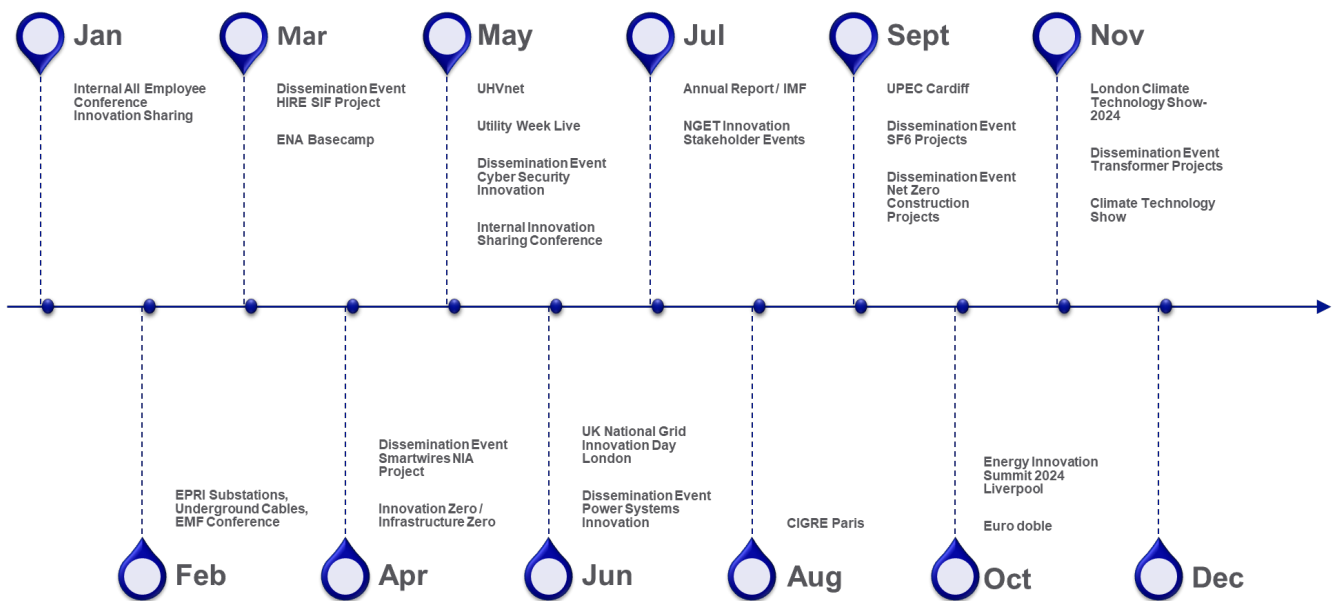 Jan
Internal All Employee
Conference
Innovation Sharing
Mar
Dissemination Event
HIRE SIF Project
ENA Basecamp
May
UHVnet
Utility Week Live
Dissemination Event
Cyber Security
Innovation
Internal Innovation
Sharing Conference
Jul
Annual Report / IMF
NGET Innovation
Stakeholder Events
Sept
UPEC Cardiff
Dissemination Event
SF6 Projects
Dissemination Event
Net Zero
Construction
Projects
Nov
London Climate
Technology Show-
2024
Dissemination Event
Transformer Projects
Climate Technology
Show
EPRI Substations,
Underground Cables,
EMF Conference
Feb
Dissemination Event
Smartwires NIA
Project
Innovation Zero /
Infrastructure Zero
Apr
UK National Grid
Innovation Day
London
Dissemination Event
Power Systems
Innovation
Jun
CIGRE Paris
Aug
Energy Innovation
Summit 2024
Liverpool
Euro doble
Oct
Dec